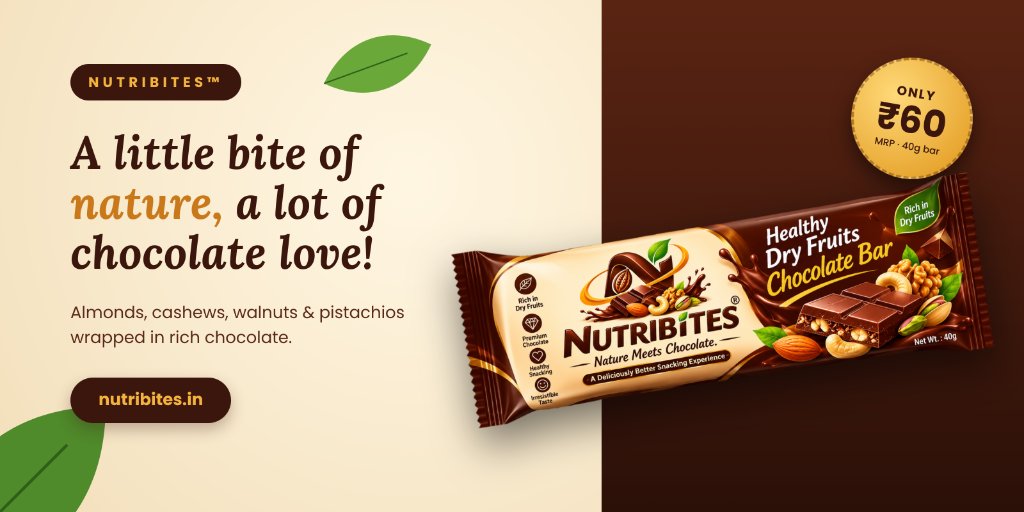 NUTRIBITES™
A little bite of
nature, a lot of
chocolate love!
Almonds, cashews, walnuts & pistachios
wrapped in rich chocolate.
nutribites.in
ONLY
₹60
MRP · 40g bar
Rich in
Dry Fruits
Premium
Chocolate
Healthy
Snacking
Irresistible
Taste
NUTRIBITES®
Nature Meets Chocolate.
A Deliciously Better Snacking Experience
Healthy
Dry Fruits
Chocolate Bar
Rich in
Dry Fruits
Net Wt. : 40g